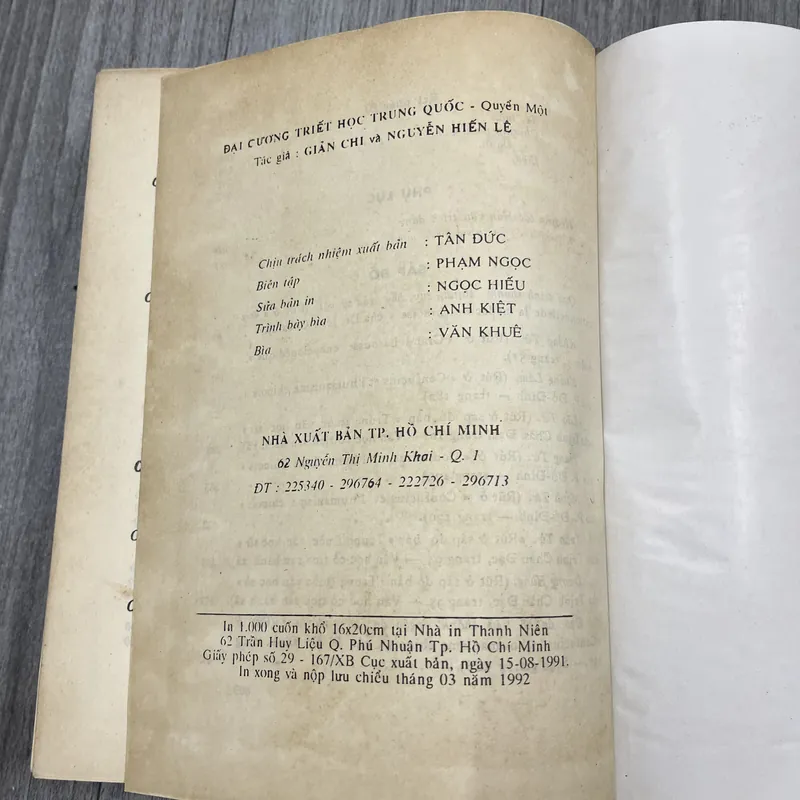 ĐẠI CƯƠNG TRIẾT HỌC TRUNG QUỐC - Quyển Một
Tác giả : GIẢN CHI và NGUYỄN HIẾN LÊ
Chịu trách nhiệm xuất bản : TÂN ĐỨC
Biên tập : PHẠM NGỌC
Sửa bản in : NGỌC HIẾU
Trình bày bìa : ANH KIỆT
Bìa : VĂN KHUÊ
NHÀ XUẤT BẢN TP. HỒ CHÍ MINH
62 Nguyễn Thị Minh Khai - Q. 1
ĐT : 225340 - 296764 - 222726 - 296713
In 1.000 cuốn khổ 16x20cm tại Nhà in Thanh Niên
62 Trần Huy Liệu Q. Phú Nhuận Tp. Hồ Chí Minh
Giấy phép số 29 - 167/XB Cục xuất bản, ngày 15-08-1991.
In xong và nộp lưu chiểu tháng 03 năm 1992